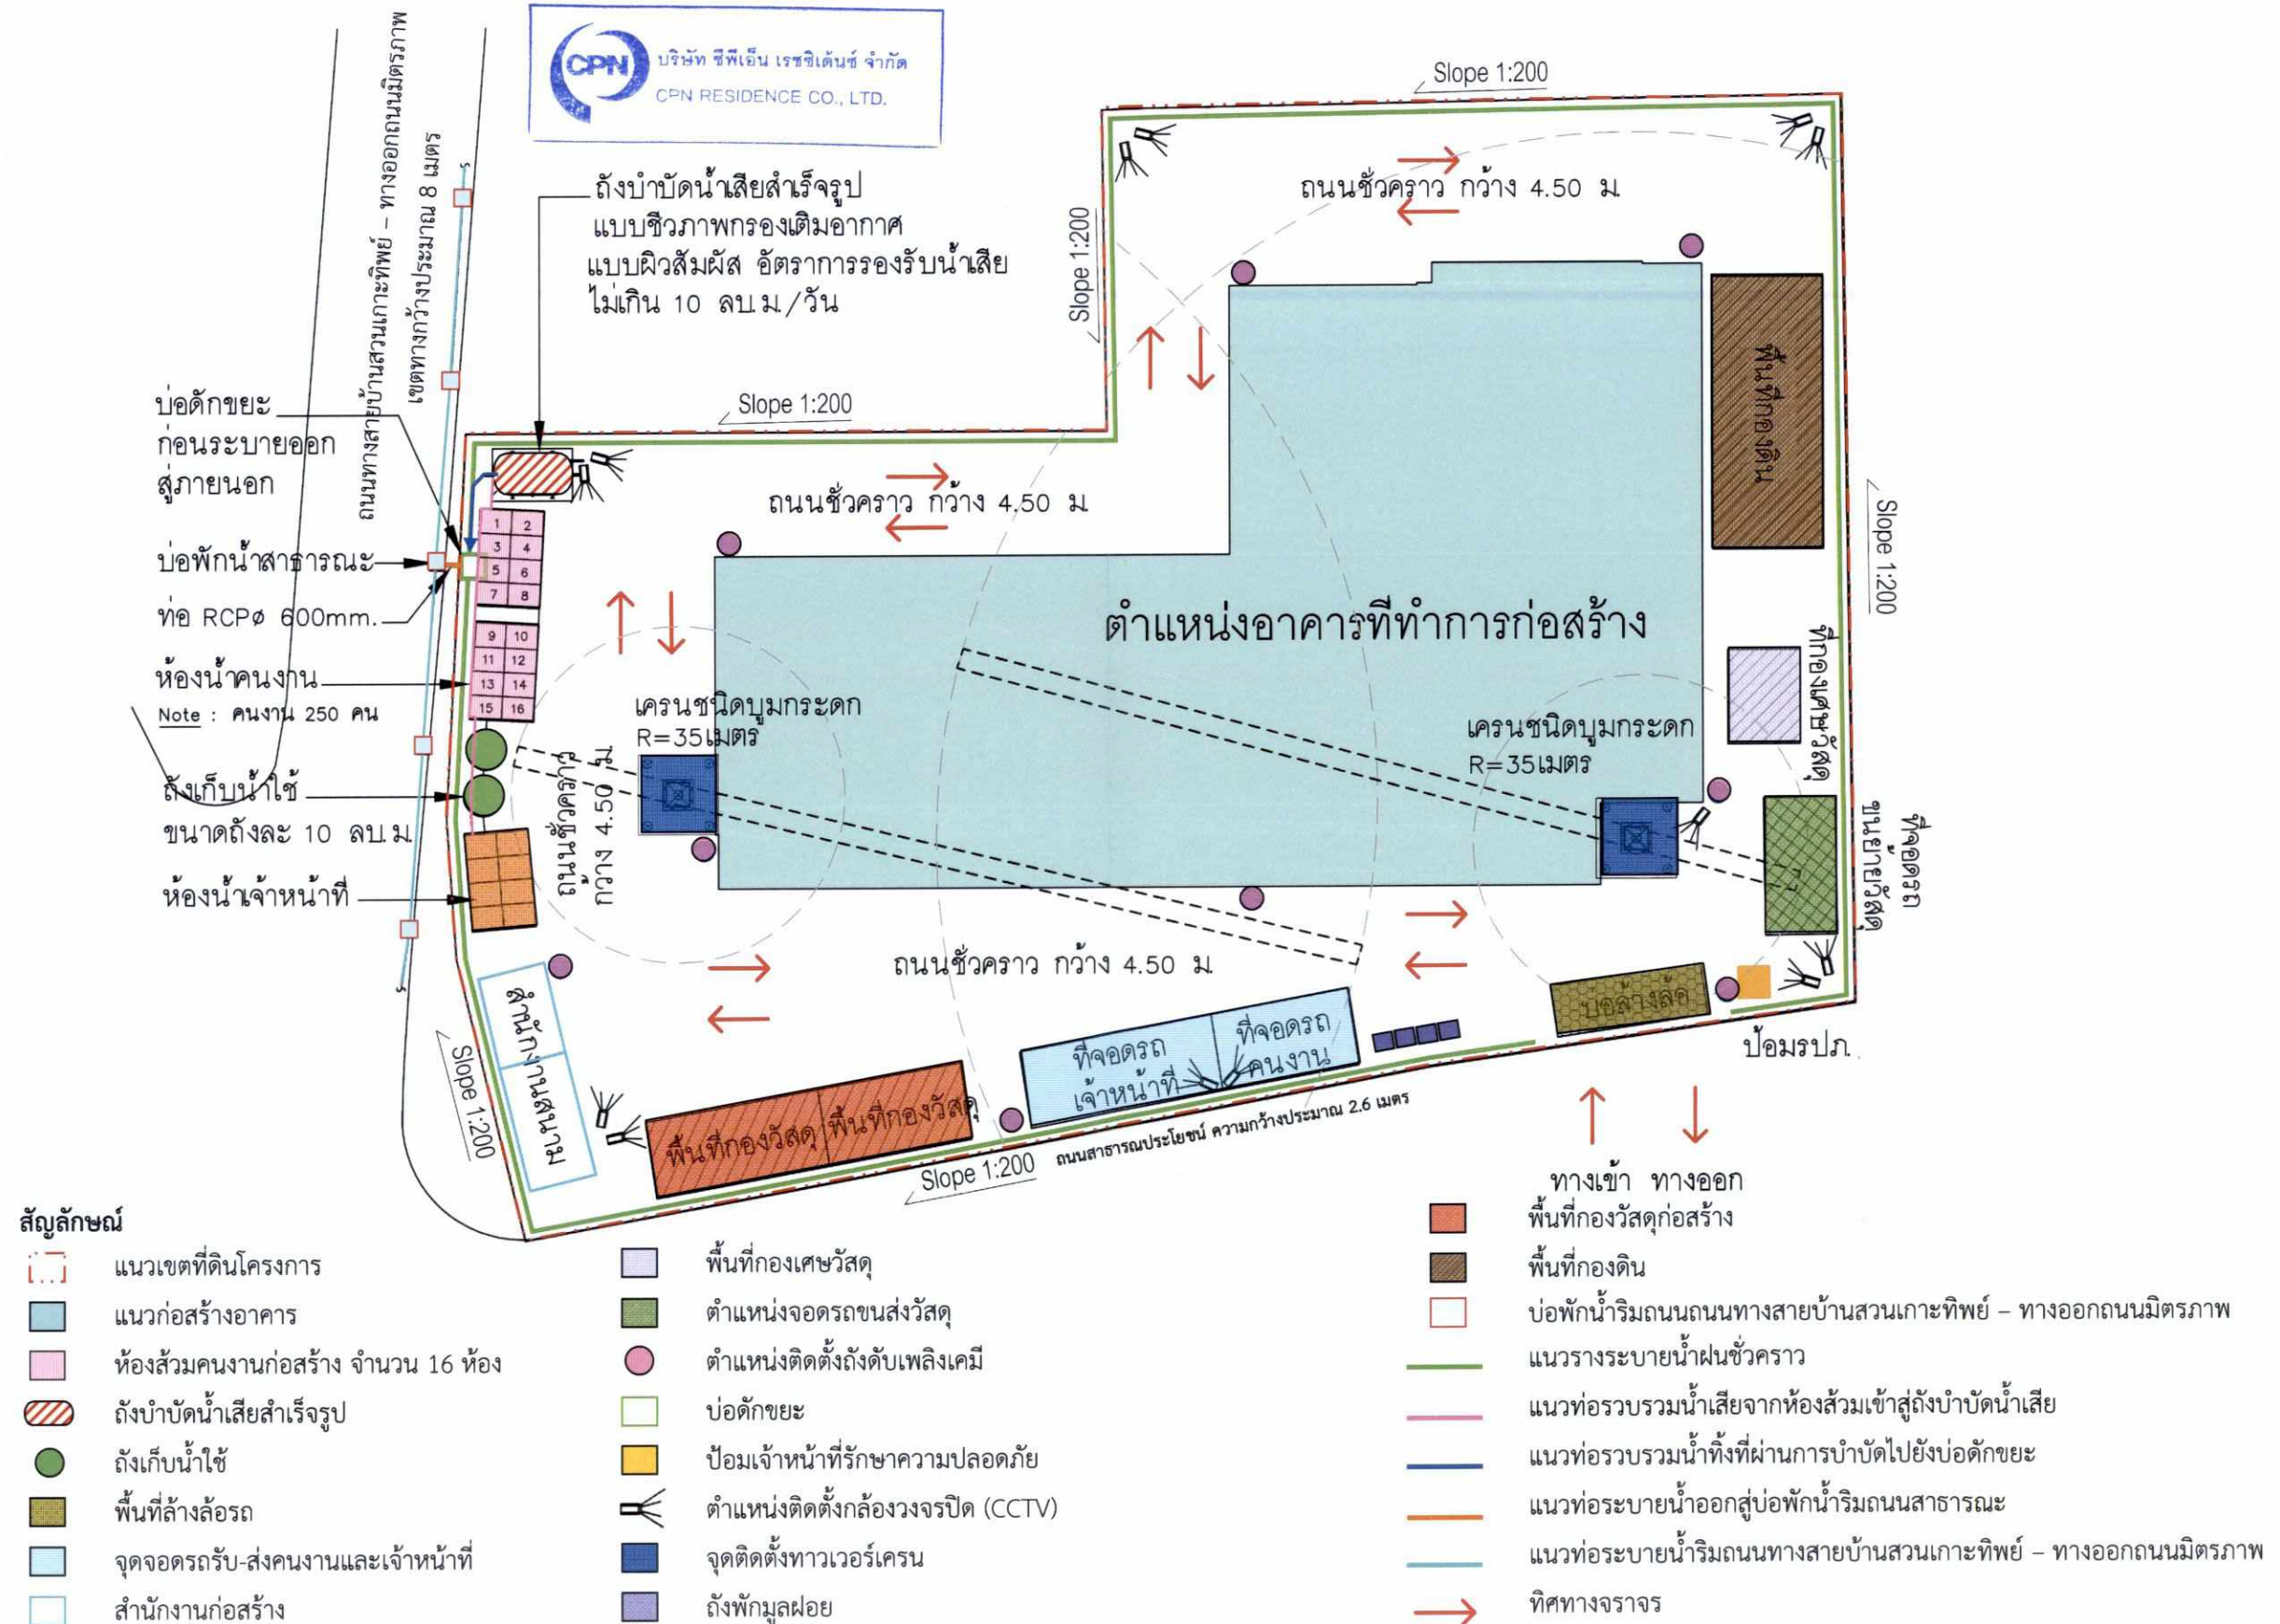 CPN
บริษัท ซีพีเอ็น เรซซิเด้นซ์ จำกัด
CPN RESIDENCE CO., LTD.
ถนนทางสายบ้านสวนเกาะทิพย์ - ทางออกถนนมิตรภาพ
เขตทางกว้างประมาณ 8 เมตร
ถังบำบัดน้ำเสียสำเร็จรูป
แบบชีวภาพกรองเติมอากาศ
แบบผิวสัมผัส อัตราการรองรับน้ำเสีย
ไม่เกิน 10 ลบ.ม./วัน
Slope 1:200
ถนนชั่วคราว กว้าง 4.50 ม
Slope 1:200
Slope 1:200
บ่อดักขยะ
ก่อนระบายออก
สู่ภายนอก
ถนนชั่วคราว กว้าง 4.50 ม
พื้นที่กองดิน
Slope 1:200
1 2
3 4
5 6
7 8
บ่อพักน้ำสาธารณะ
ท่อ RCPø 600mm.
9 10
11 12
13 14
15 16
ห้องน้ำคนงาน
Note : คนงาน 250 คน
ตำแหน่งอาคารที่ทำการก่อสร้าง
เครนชนิดบูมกระดก
R=35เมตร
เครนชนิดบูมกระดก
R=35เมตร
ที่กองเศษวัสดุ
ถังเก็บน้ำใช้
ขนาดถังละ 10 ลบ.ม.
ถนนชั่วคราว
กว้าง 4.50 ม
ที่จอดรถ
ขนย้ายวัสดุ
ห้องน้ำเจ้าหน้าที่
ถนนชั่วคราว กว้าง 4.50 ม
สำนักงานสนาม
บ่อล้างล้อ
ที่จอดรถ
เจ้าหน้าที่
ที่จอดรถ
คนงาน
ป้อมรปภ.
Slope 1:200
พื้นที่กองวัสดุ
พื้นที่กองวัสดุ
ถนนสาธารณประโยชน์ ความกว้างประมาณ 2.6 เมตร
Slope 1:200
ทางเข้า ทางออก
สัญลักษณ์
แนวเขตที่ดินโครงการ
แนวก่อสร้างอาคาร
ห้องส้วมคนงานก่อสร้าง จำนวน 16 ห้อง
ถังบำบัดน้ำเสียสำเร็จรูป
ถังเก็บน้ำใช้
พื้นที่ล้างล้อรถ
จุดจอดรถรับ-ส่งคนงานและเจ้าหน้าที่
สำนักงานก่อสร้าง
พื้นที่กองเศษวัสดุ
ตำแหน่งจอดรถขนส่งวัสดุ
ตำแหน่งติดตั้งถังดับเพลิงเคมี
บ่อดักขยะ
ป้อมเจ้าหน้าที่รักษาความปลอดภัย
ตำแหน่งติดตั้งกล้องวงจรปิด (CCTV)
จุดติดตั้งทาวเวอร์เครน
ถังพักมูลฝอย
พื้นที่กองวัสดุก่อสร้าง
พื้นที่กองดิน
บ่อพักน้ำริมถนนถนนทางสายบ้านสวนเกาะทิพย์ – ทางออกถนนมิตรภาพ
แนวรางระบายน้ำฝนชั่วคราว
แนวท่อรวบรวมน้ำเสียจากห้องส้วมเข้าสู่ถังบำบัดน้ำเสีย
แนวท่อรวบรวมน้ำทิ้งที่ผ่านการบำบัดไปยังบ่อดักขยะ
แนวท่อระบายน้ำออกสู่บ่อพักน้ำริมถนนสาธารณะ
แนวท่อระบายน้ำริมถนนทางสายบ้านสวนเกาะทิพย์ – ทางออกถนนมิตรภาพ
ทิศทางจราจร